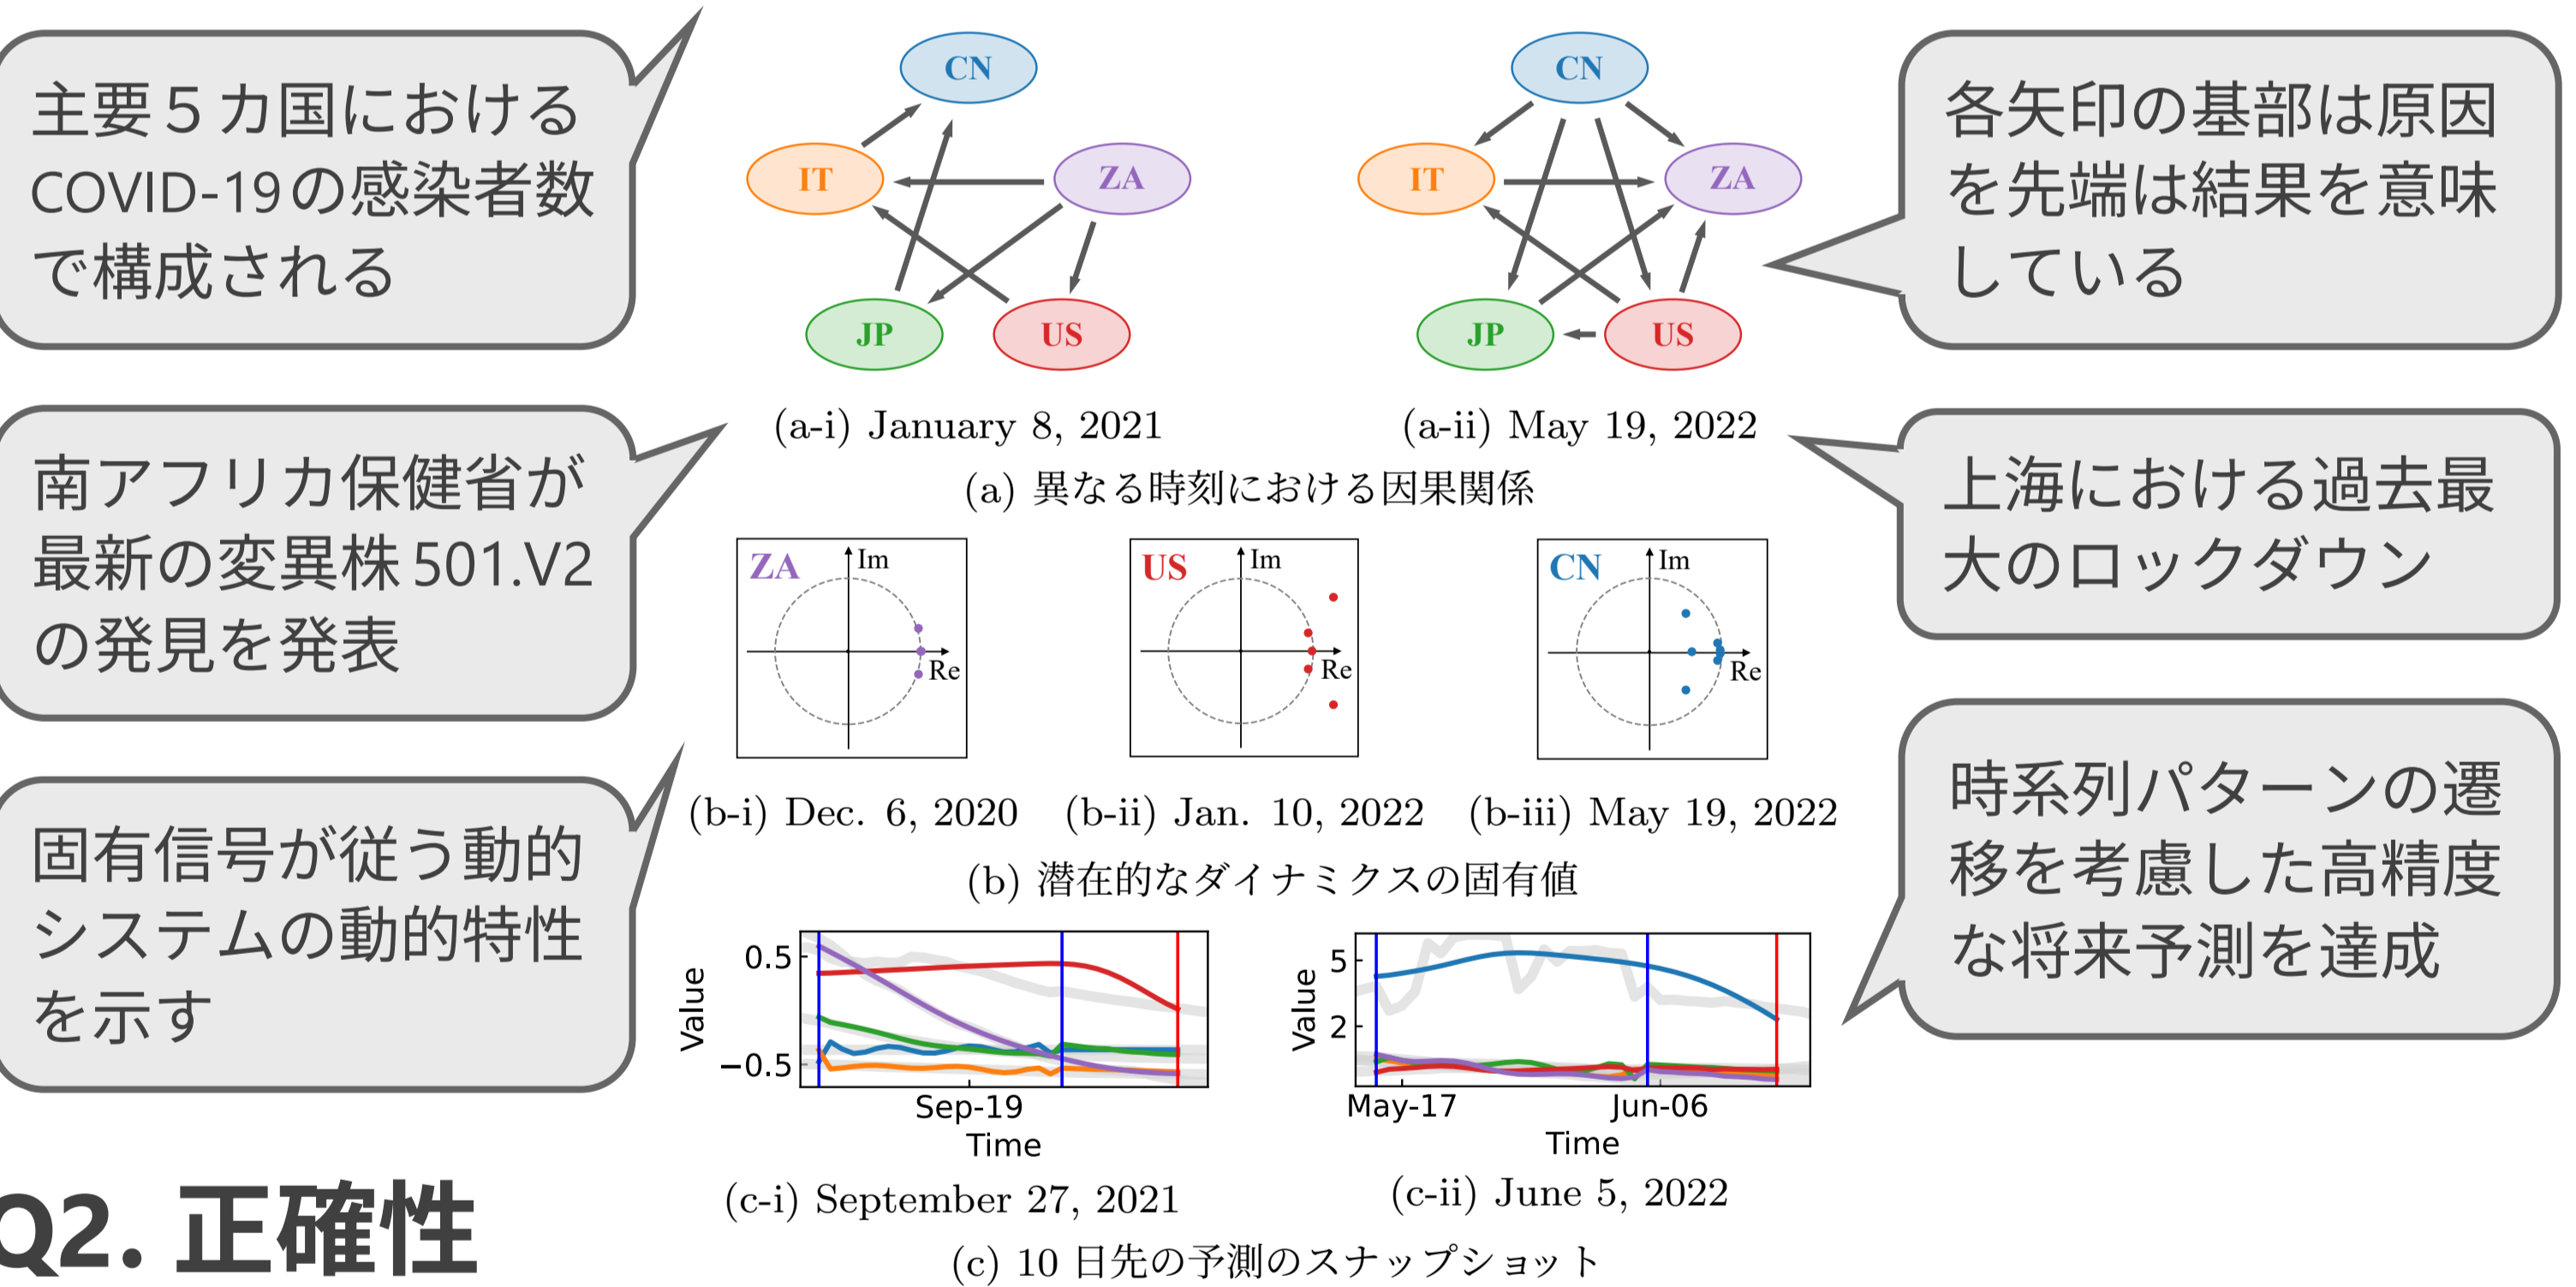 主要５カ国における
COVID-19の感染者数
で構成される
CN
IT
ZA
JP
US
(a-i) January 8, 2021
CN
IT
ZA
JP
US
(a-ii) May 19, 2022
(a) 異なる時刻における因果関係
各矢印の基部は原因
を先端は結果を意味
している
南アフリカ保健省が
最新の変異株501.V2
の発見を発表
上海における過去最
大のロックダウン
ZA
Im
Re
(b-i) Dec. 6, 2020
US
Im
Re
(b-ii) Jan. 10, 2022
CN
Im
Re
(b-iii) May 19, 2022
(b) 潜在的なダイナミクスの固有値
固有信号が従う動的
システムの動的特性
を示す
時系列パターンの遷
移を考慮した高精度
な将来予測を達成
Value
0.5
−0.5
Sep-19
Time
(c-i) September 27, 2021
Value
5
2
May-17
Jun-06
Time
(c-ii) June 5, 2022
(c) 10 日先の予測のスナップショット
Q2. 正確性